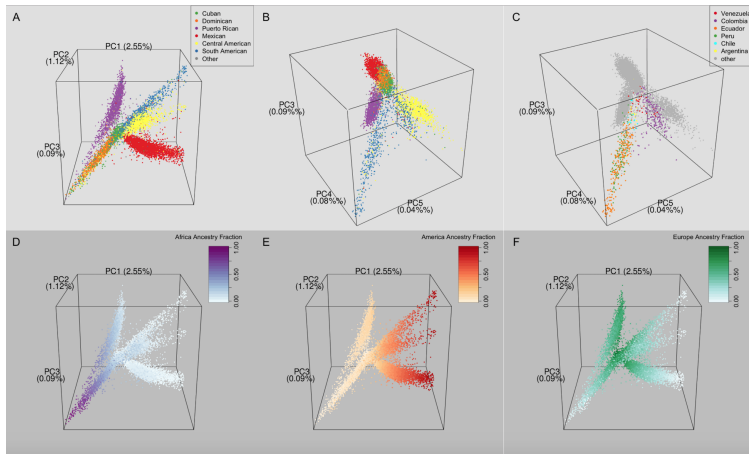 A
PC1 (2.55%)
PC2
(1.12%)
PC3
(0.09%)
Cuban
Dominican
Puerto Rican
Mexican
Central American
South American
Other
B
PC3
(0.09%%)
PC4
(0.08%%)
PC5
(0.04%%)
C
PC3
(0.09%%)
PC4
(0.08%%)
PC5
(0.04%%)
Venezuela
Colombia
Ecuador
Peru
Chile
Argentina
other
D
Africa Ancestry Fraction
1.00
0.50
0.00
PC1 (2.55%)
PC2
(1.12%)
PC3
(0.09%)
E
America Ancestry Fraction
1.00
0.50
0.00
PC1 (2.55%)
PC2
(1.12%)
PC3
(0.09%)
F
Europe Ancestry Fraction
1.00
0.50
0.00
PC1 (2.55%)
PC2
(1.12%)
PC3
(0.09%)